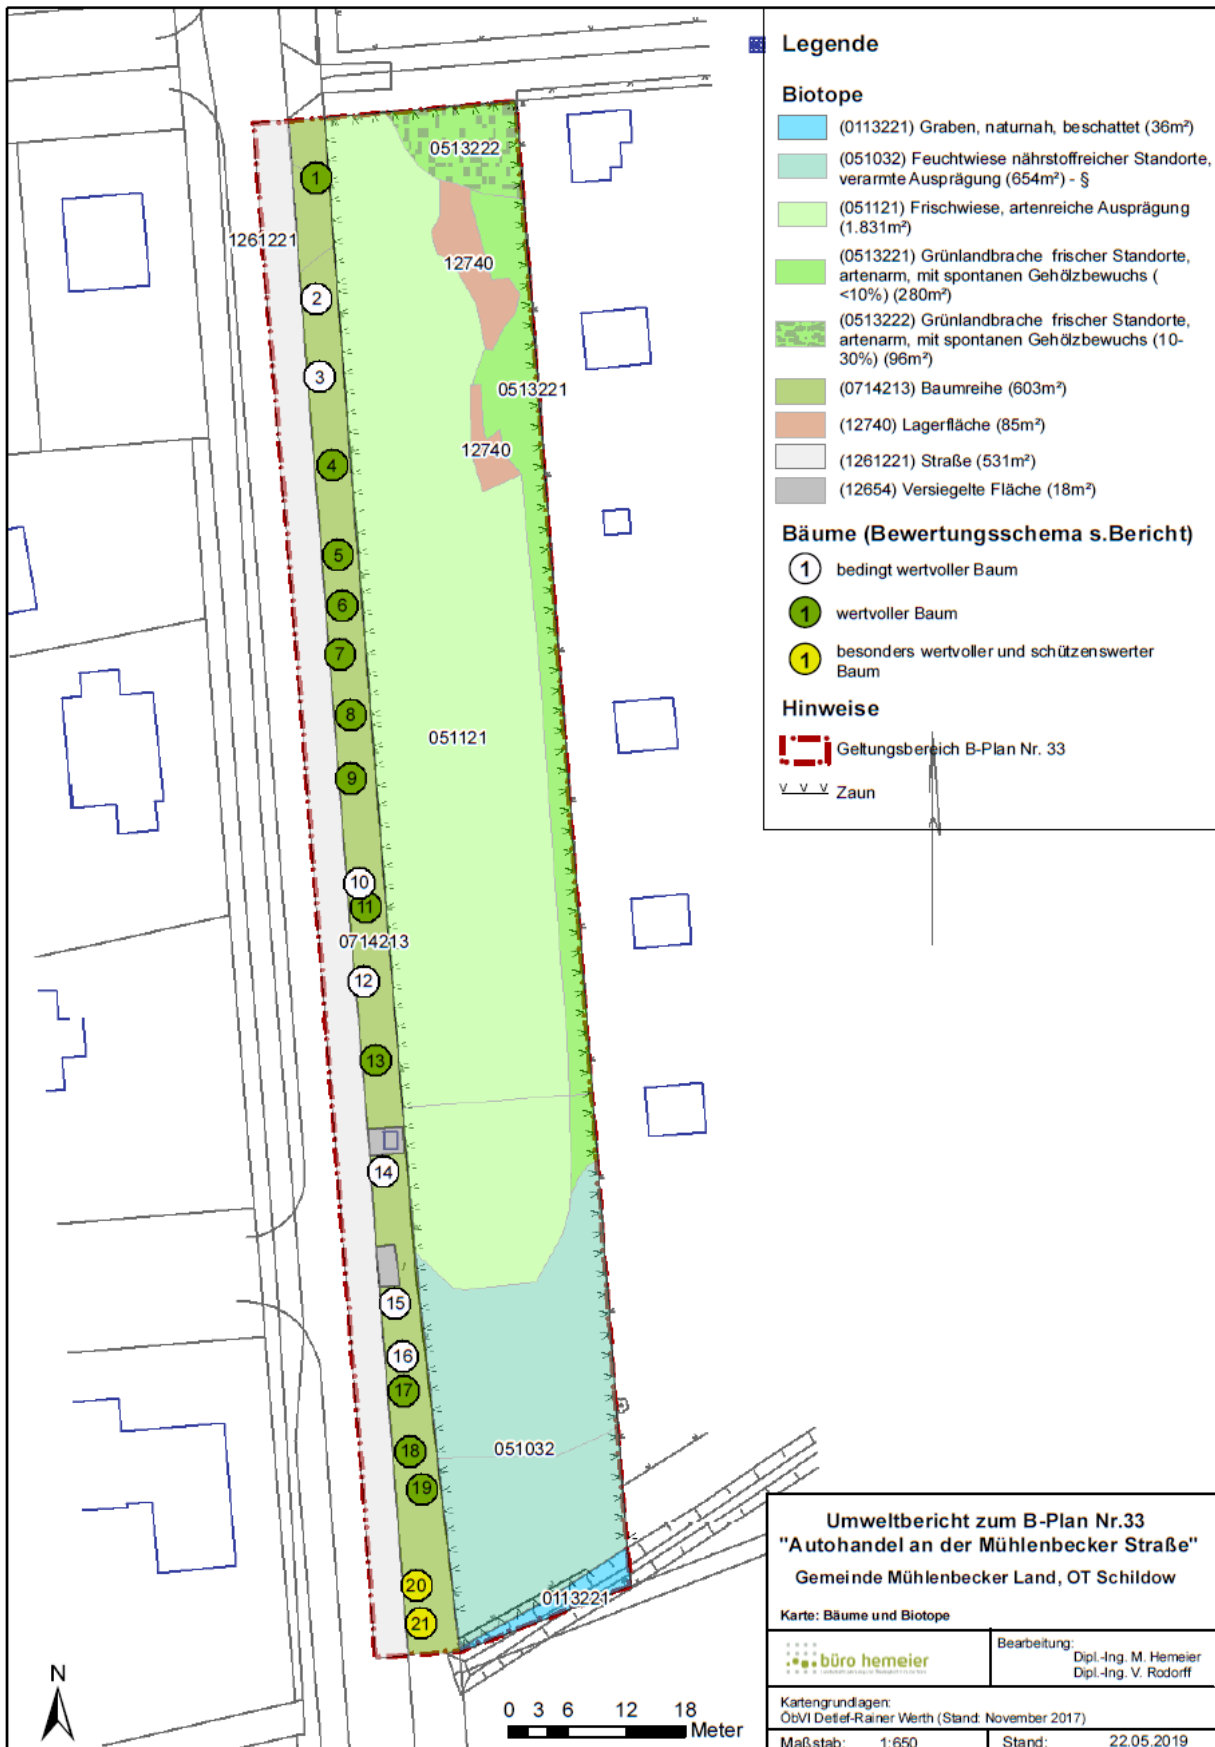 Legende
Biotope
(0113221) Graben, naturnah, beschattet (36m²)
(051032) Feuchtwiese nährstoffreicher Standorte,
verarmte Ausprägung (654m²) - §
(051121) Frischwiese, artenreiche Ausprägung
(1.831m²)
(0513221) Grünlandbrache frischer Standorte,
artenarm, mit spontanen Gehölzbewuchs (
<10%) (280m²)
(0513222) Grünlandbrache frischer Standorte,
artenarm, mit spontanen Gehölzbewuchs (10-
30%) (96m²)
(0714213) Baumreihe (603m²)
(12740) Lagerfläche (85m²)
(1261221) Straße (531m²)
(12654) Versiegelte Fläche (18m²)
Bäume (Bewertungsschema s.Bericht)
1 bedingt wertvoller Baum
1 wertvoller Baum
1 besonders wertvoller und schützenswerter
Baum
Hinweise
Geltungsbereich B-Plan Nr. 33
Zaun
0513222
1
1261221
12740
2
3
0513221
4
12740
5
6
7
8
051121
9
10
11
0714213
12
13
14
15
16
17
18
051032
19
20
0113221
21
N
0 3 6 12 18
Meter
Umweltbericht zum B-Plan Nr.33
"Autohandel an der Mühlenbecker Straße"
Gemeinde Mühlenbecker Land, OT Schildow
Karte: Bäume und Biotope
büro hemeier
Bearbeitung:
Dipl.-Ing. M. Hemeier
Dipl.-Ing. V. Rodorff
Kartengrundlagen:
ÖbVI Detlef-Rainer Werth (Stand: November 2017)
Maßstab: 1:650
Stand: 22.05.2019